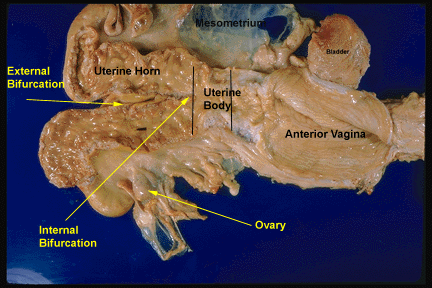 Mesometrium
Bladder
External
Bifurcation
Uterine Horn
Uterine
Body
Anterior Vagina
Internal
Bifurcation
Ovary